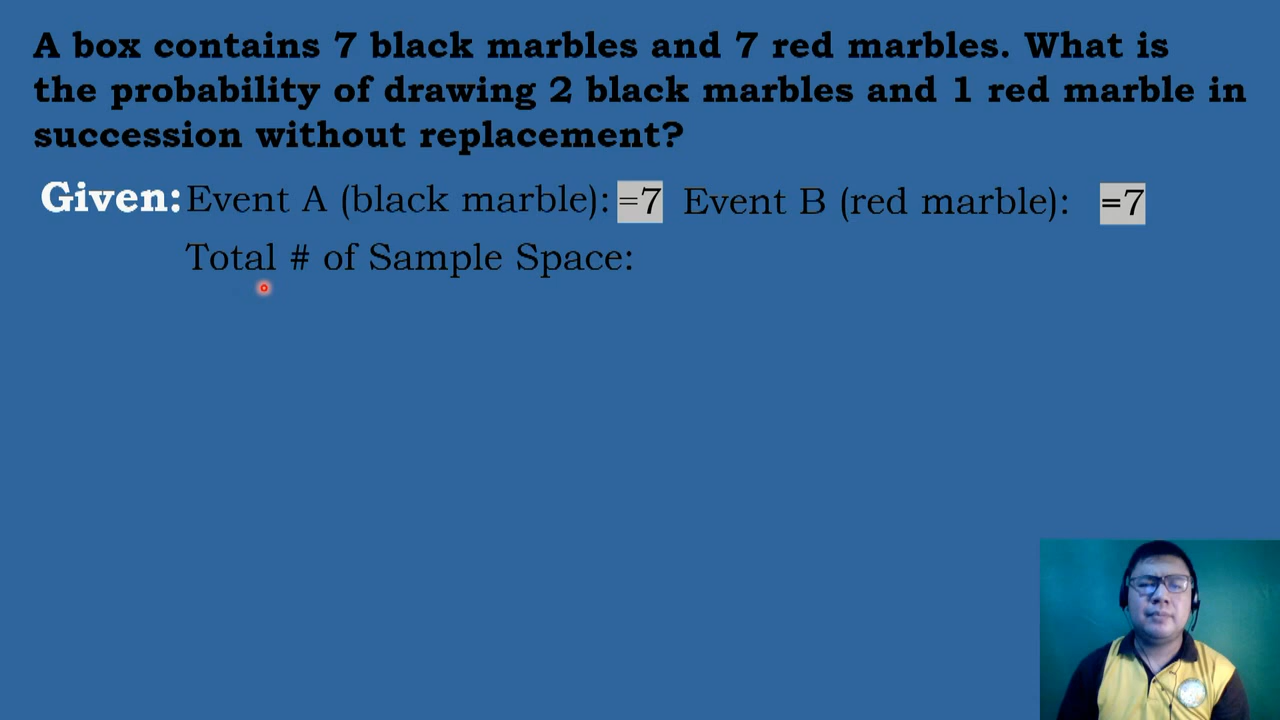 A box contains 7 black marbles and 7 red marbles. What is
the probability of drawing 2 black marbles and 1 red marble in
succession without replacement?
Given: Event A (black marble): =7 Event B (red marble): =7
Total # of Sample Space: